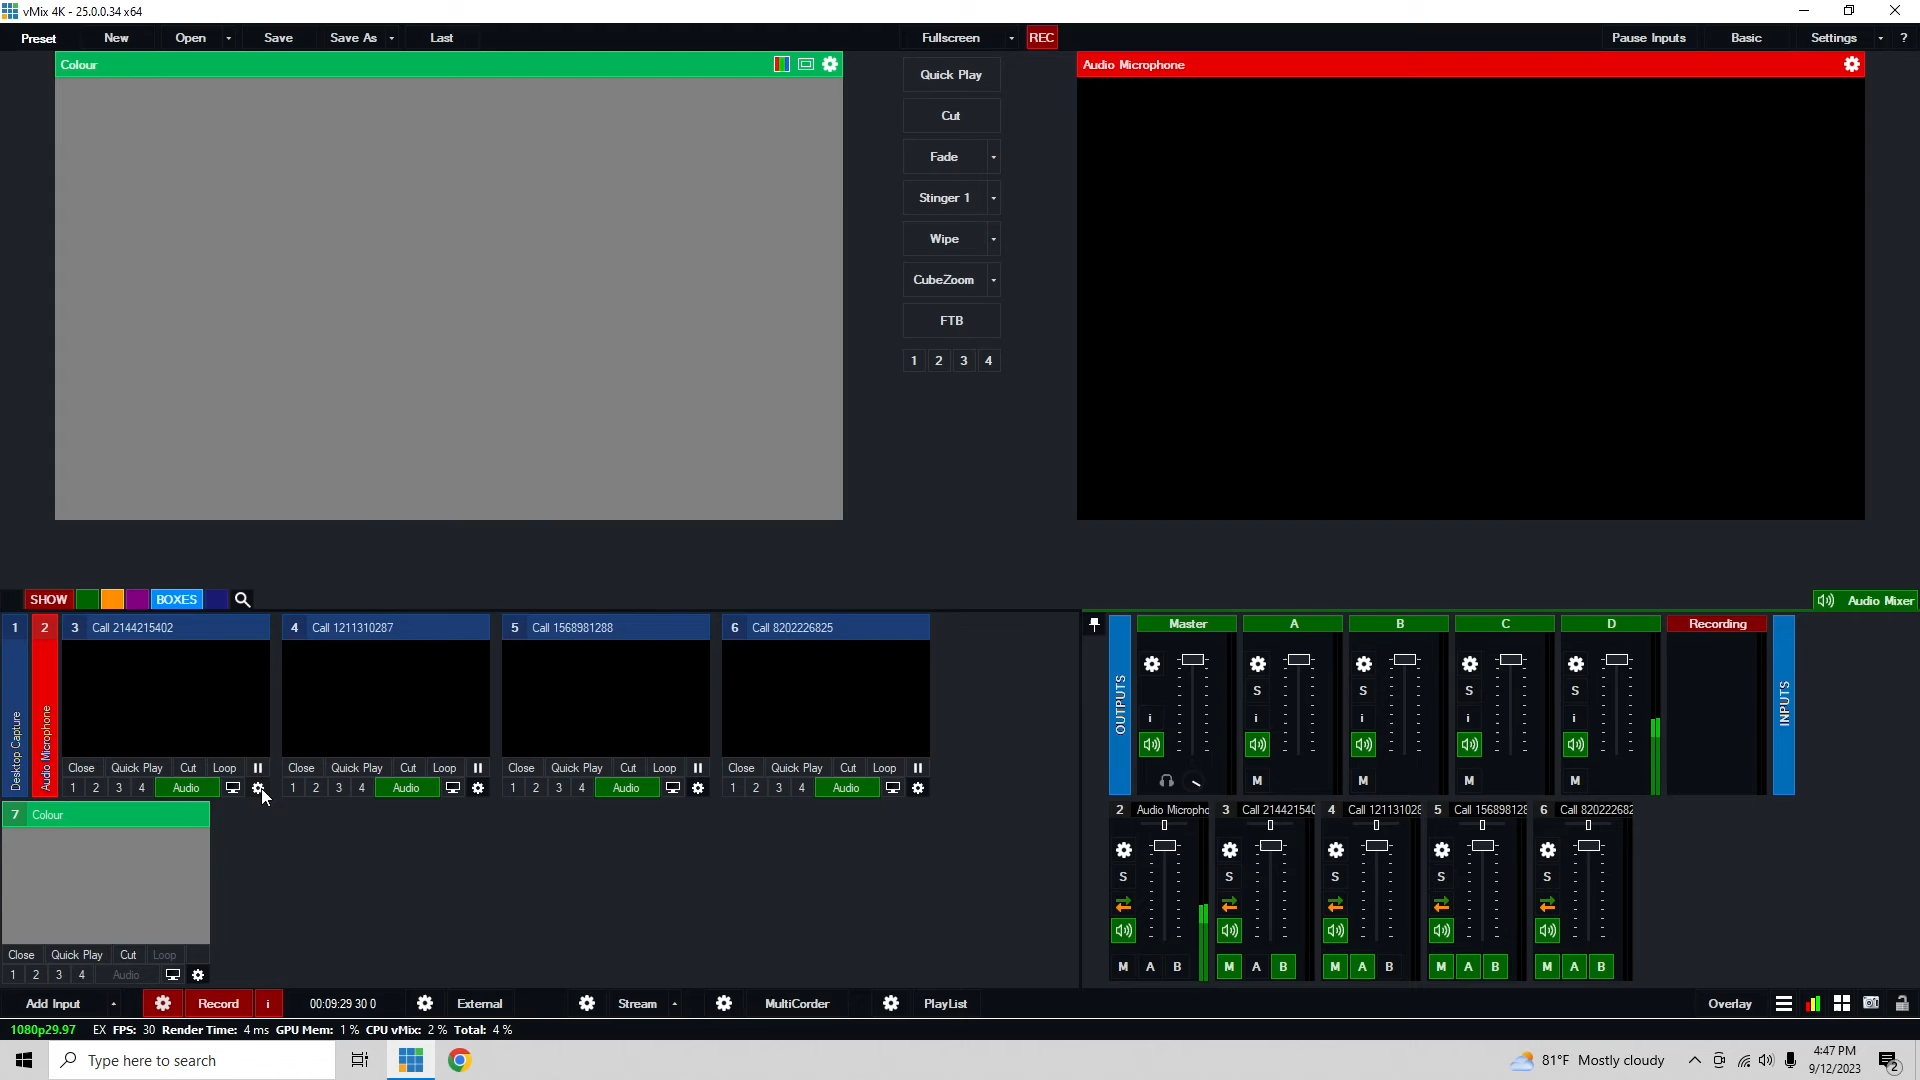 vMix 4K - 25.0.0.34 x64
Preset New Open Save Save As Last Fullscreen REC Pause Inputs Basic Settings ?
Colour
Audio Microphone
Quick Play
Cut
Fade
Stinger 1
Wipe
CubeZoom
FTB
1 2 3 4
SHOW BOXES
Audio Mixer
1 Desktop Capture
2 Audio Microphone
3 Call 2144215402
4 Call 1211310287
5 Call 1568981288
6 Call 8202226825
Close Quick Play Cut Loop Close Quick Play Cut Loop Close Quick Play Cut Loop Close Quick Play Cut Loop
1 2 3 4 Audio 1 2 3 4 Audio 1 2 3 4 Audio 1 2 3 4 Audio
7 Colour
Close Quick Play Cut Loop
1 2 3 4 Audio
OUTPUTS
Master A B C D Recording
INPUTS
S S S S
i i i i i
M M M M
2 Audio Micropho 3 Call 214421540 4 Call 121131028 5 Call 156898128 6 Call 820222682
S S S S S
M A B M A B M A B M A B M A B
Add Input Record i 00:09:29 30 0 External Stream MultiCorder PlayList Overlay
1080p29.97 EX FPS: 30 Render Time: 4 ms GPU Mem: 1 % CPU vMix: 2 % Total: 4 %
Type here to search
81°F Mostly cloudy
4:47 PM
9/12/2023
2